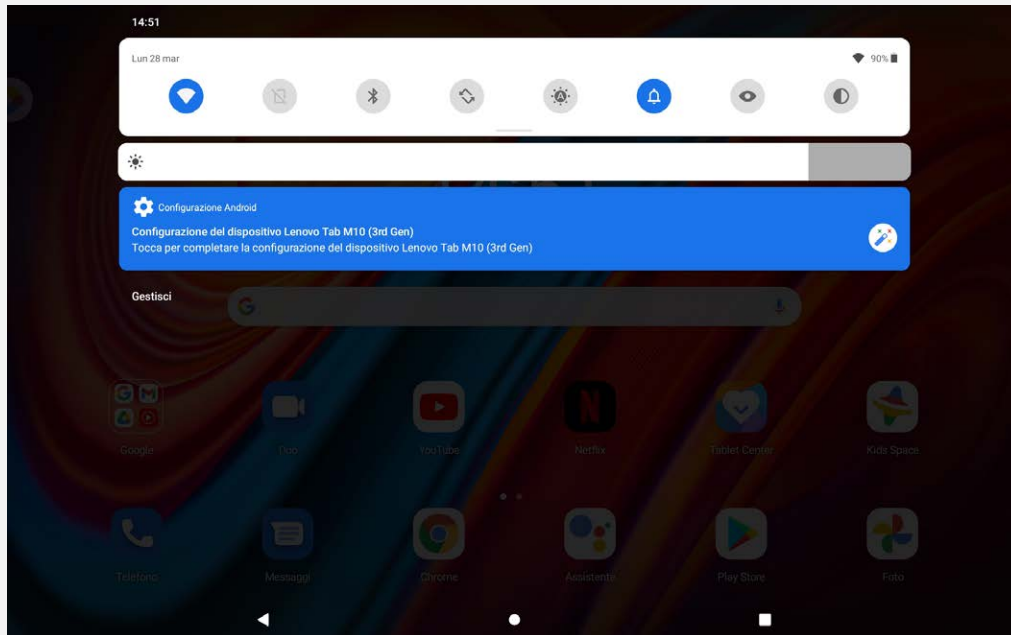 14:51
Lun 28 mar
90%
Configurazione Android
Configurazione del dispositivo Lenovo Tab M10 (3rd Gen)
Tocca per completare la configurazione del dispositivo Lenovo Tab M10 (3rd Gen)
Gestisci
Google
Duo
YouTube
Netflix
Tablet Center
Kids Space
Telefono
Messaggi
Chrome
Assistente
Play Store
Foto